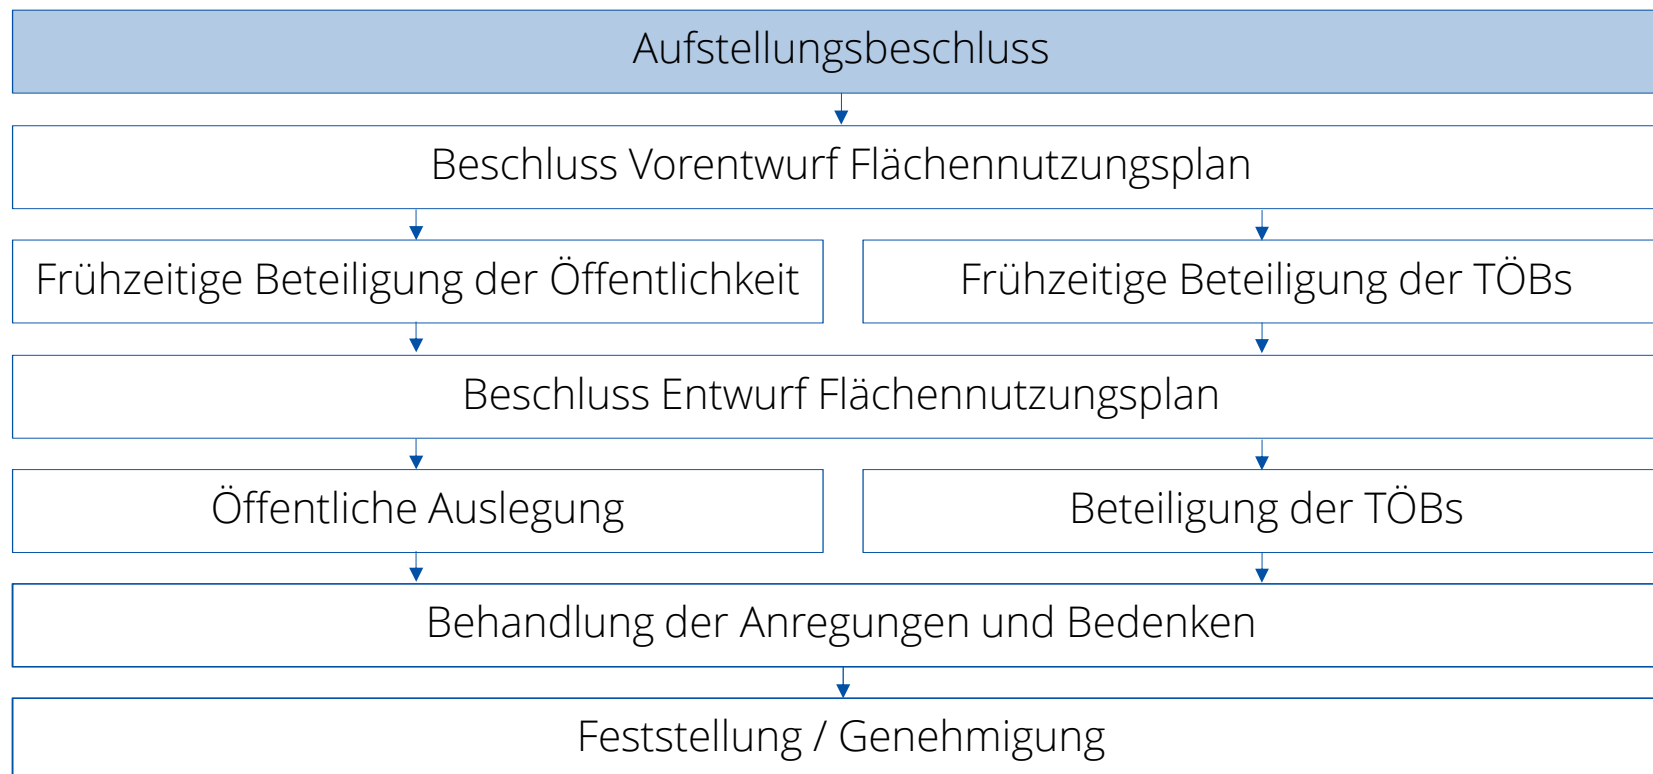 Aufstellungsbeschluss
Beschluss Vorentwurf Flächennutzungsplan
Frühzeitige Beteiligung der Öffentlichkeit
Frühzeitige Beteiligung der TÖBs
Beschluss Entwurf Flächennutzungsplan
Öffentliche Auslegung
Beteiligung der TÖBs
Behandlung der Anregungen und Bedenken
Feststellung / Genehmigung